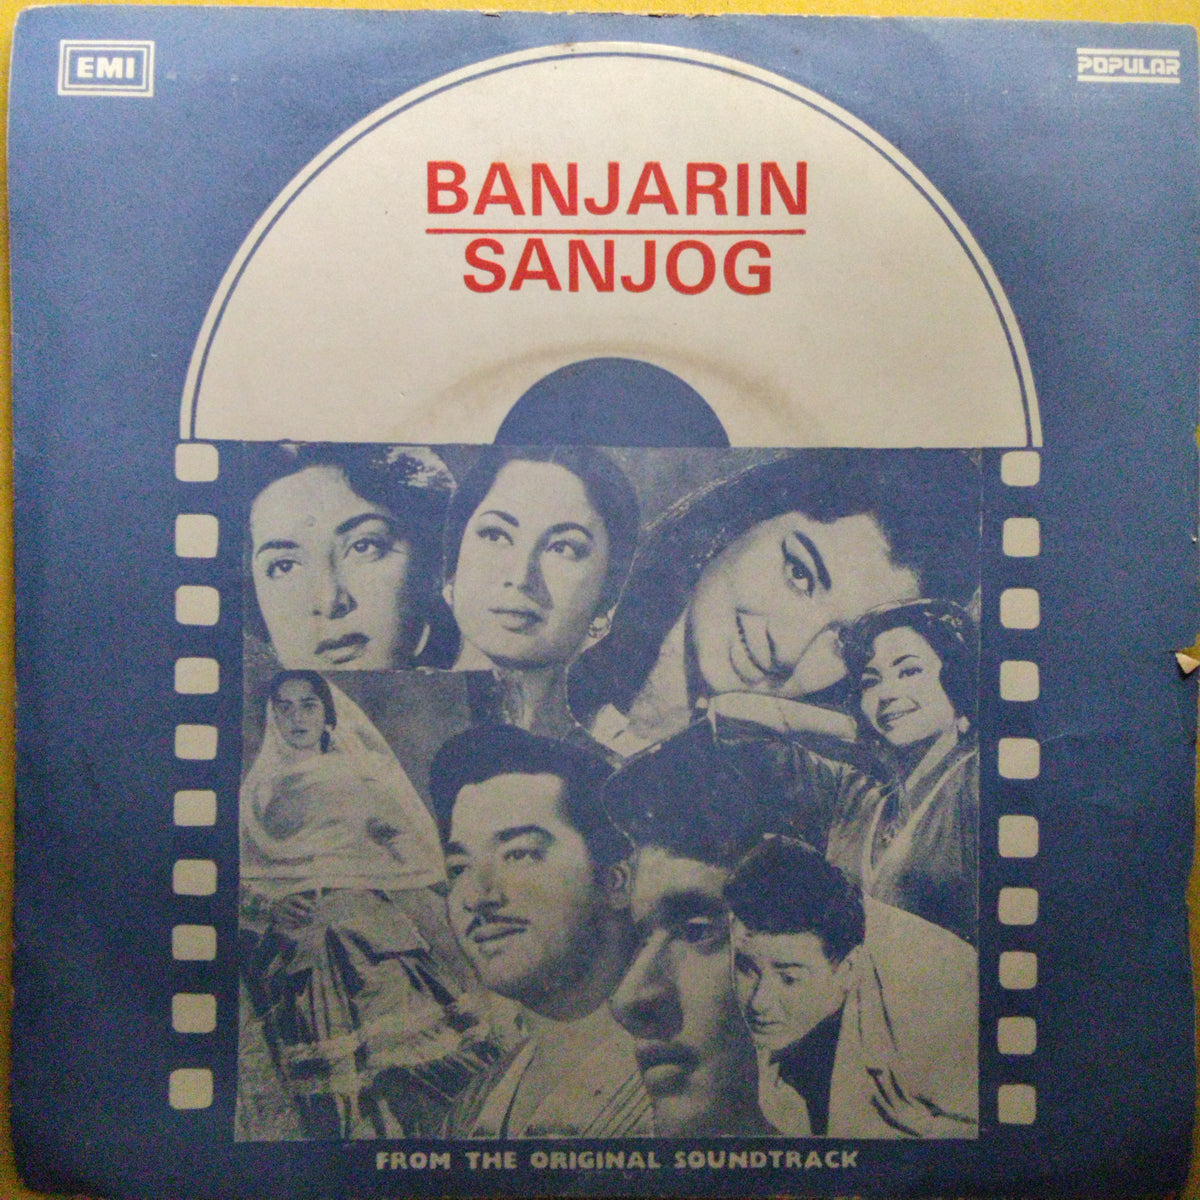 EMI
POPULAR
BANJARIN
SANJOG
FROM THE ORIGINAL SOUNDTRACK